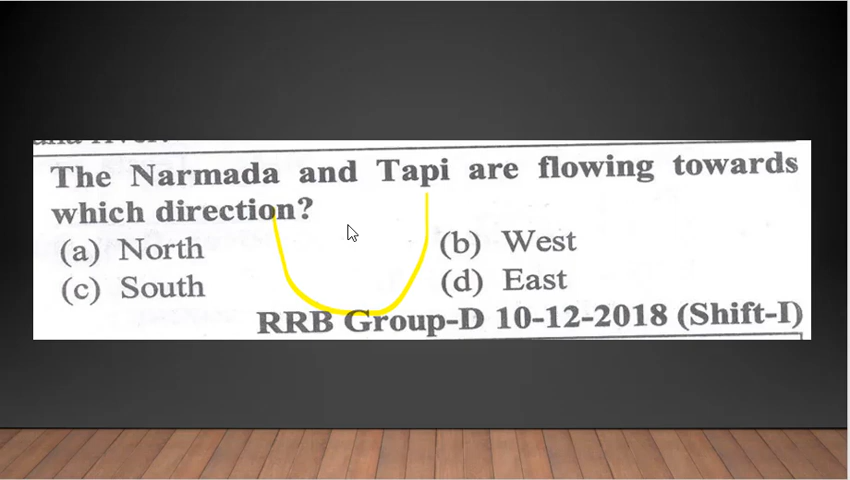 The Narmada and Tapi are flowing towards
which direction?
(a) North (b) West
(c) South (d) East
RRB Group-D 10-12-2018 (Shift-I)